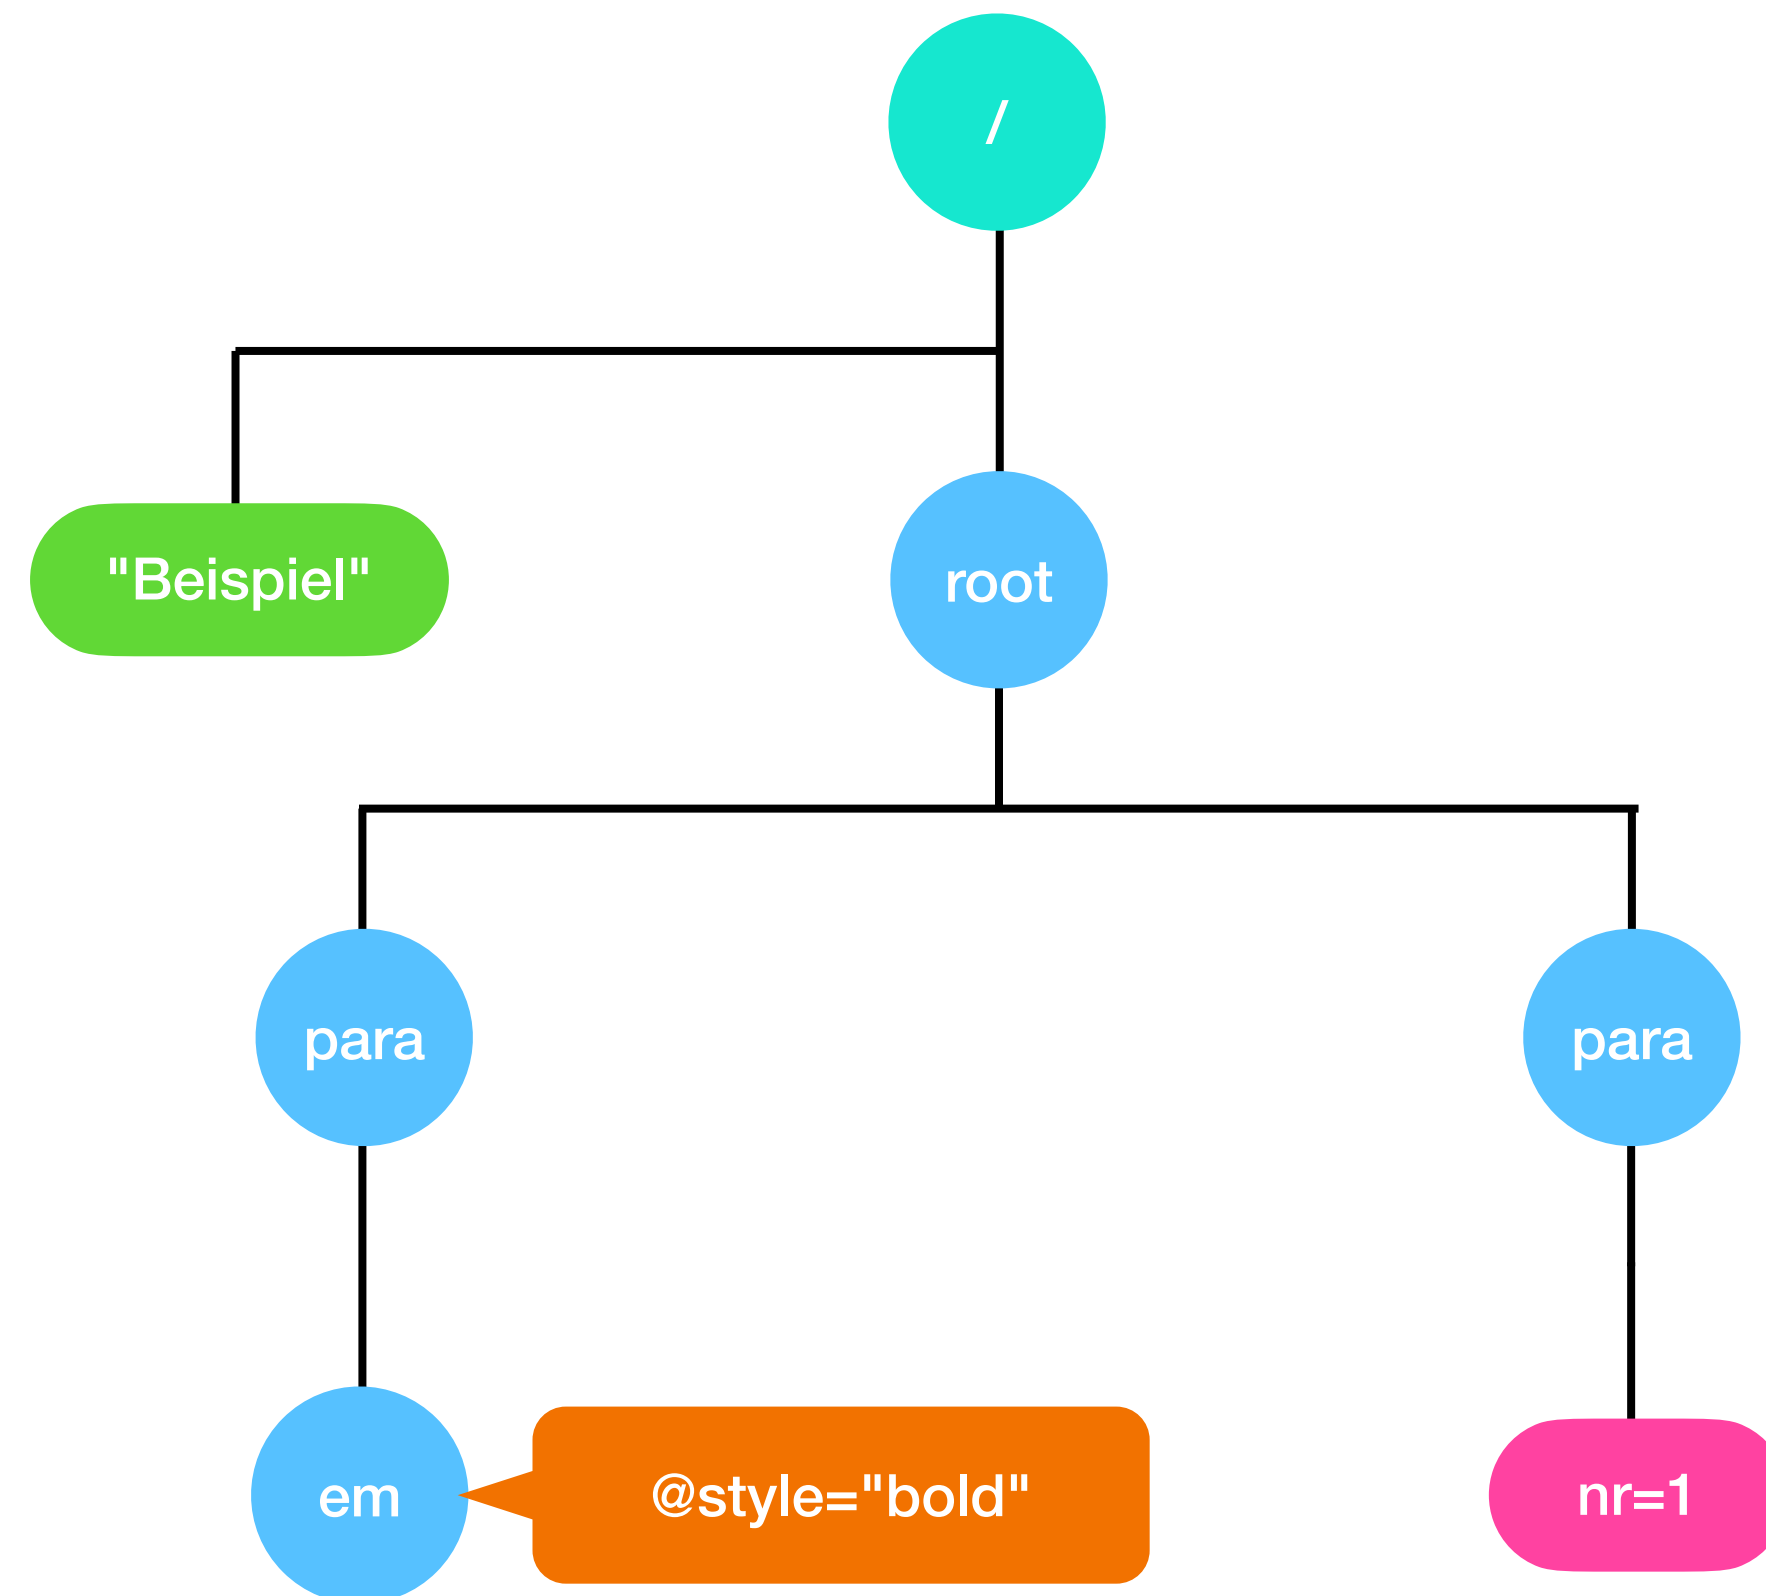 /
"Beispiel"
root
para
para
em
@style="bold"
nr=1